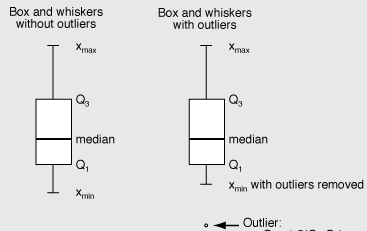 Box and whiskers
without outliers
Box and whiskers
with outliers
xmax
xmax
Q3
Q3
median
median
Q1
Q1
xmin
xmin with outliers removed
Outlier: